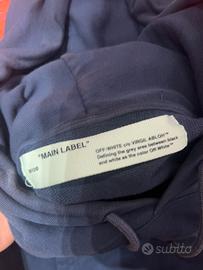 "MAIN LABEL"
OFF-WHITE c/o VIRGIL ABLOH™
Defining the grey area between black
and white as the color Off-White™
SIDE
subito